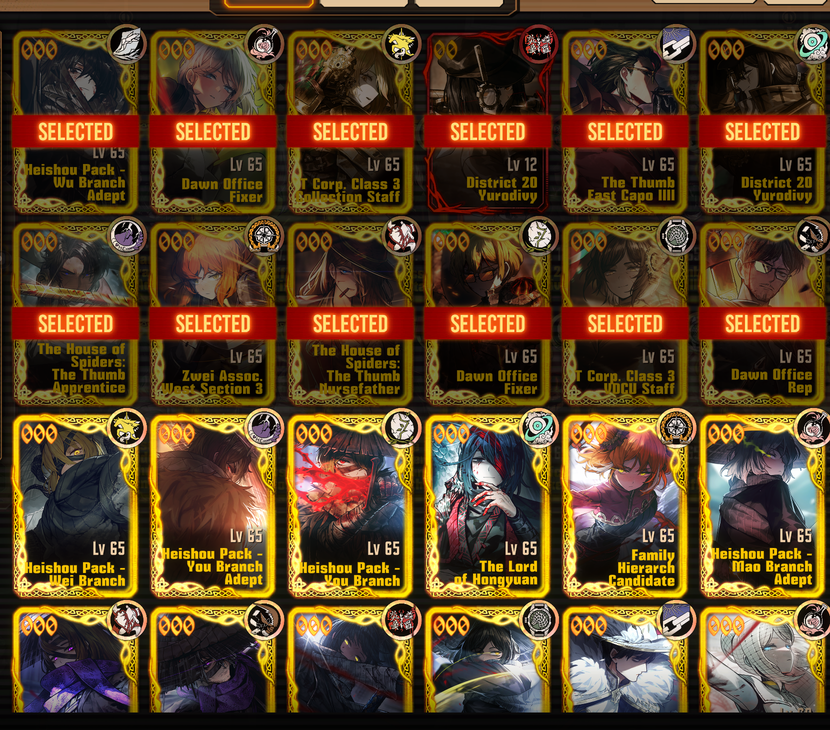 SELECTED SELECTED SELECTED SELECTED SELECTED SELECTED
Lv 65
Heishou Pack -
Wu Branch
Adept
Lv 65
Dawn Office
Fixer
Lv 65
T Corp. Class 3
Collection Staff
Lv 12
District 20
Yurodivy
Lv 65
The Thumb
East Capo IIII
Lv 65
District 20
Yurodivy
SELECTED SELECTED SELECTED SELECTED SELECTED SELECTED
The House of
Spiders:
The Thumb
Apprentice
Lv 65
Zwei Assoc.
West Section 3
The House of
Spiders:
The Thumb
Nursefather
Lv 65
Dawn Office
Fixer
Lv 65
T Corp. Class 3
VDCU Staff
Lv 65
Dawn Office
Rep
Lv 65
Heishou Pack -
Wei Branch
Lv 65
Heishou Pack -
You Branch
Adept
Lv 65
Heishou Pack -
You Branch
Lv 65
The Lord
of Hongyuan
Lv 65
Family
Hierarch
Candidate
Lv 65
Heishou Pack -
Mao Branch
Adept